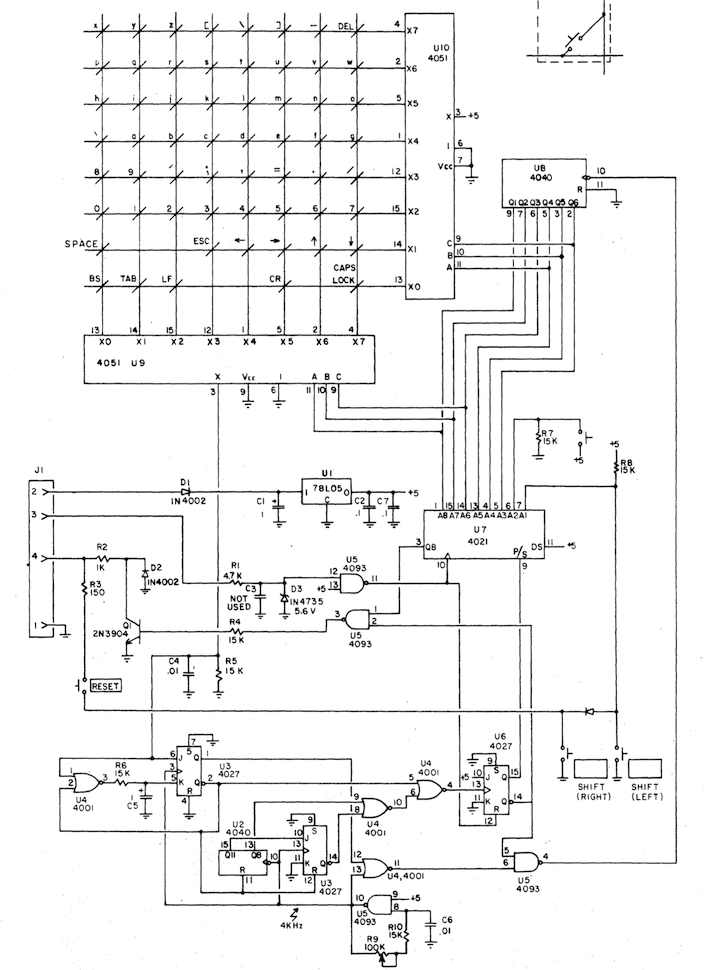 x y z [ \ ] — DEL 4 X7
U10
4051
p q r s t u v w 2 X6
h i j k l m n o 5 X5
X 3 +5
\ a b c d e f g 1 X4
I 6
VCC 7
8 9 ; , = . / 12 X3
0 1 2 3 4 5 6 7 15 X2
SPACE ESC ← → ↑ ↓ 14 X1
C 9
B 10
A 11
BS TAB LF CR CAPS LOCK 13 X0
U8
4040
10
R 11
Q1 Q2 Q3 Q4 Q5 Q6
9 7 6 5 3 2
13 14 15 12 1 5 2 4
X0 X1 X2 X3 X4 X5 X6 X7
4051 U9
X VEE I A B C
3 9 6 11 10 9
R7
15K
+5
+5
R8
15K
J1
2
3
4
1
D1
1N4002
U1
1 78L05 O
C
C1
.1
+
C2
.1
C7
.1
+5
1 15 14 13 5 4 5 6 7
A8 A7 A6 A5 A4 A3 A2 A1
U7
4021
3 Q8
P/S
DS 11 +5
10
9
R2
1K
D2
1N4002
R3
150
R1
4.7K
C3
NOT
USED
D3
1N4735
5.6 V
U5
4093
12
+5 13
11
Q1
2N3904
R4
15K
3
1
2
U5
4093
C4
.01
R5
15 K
RESET
SHIFT
(RIGHT)
SHIFT
(LEFT)
1
2
3
U4
4001
R6
15K
+
C5
6 J S Q 1
3
5 K R Q 2
5 7
4
U3
4027
U2
4040
15 13
Q11 Q8 10
R
11
9
S
10 J
13
11 K
Q 14
R
12
U3
4027
4KHz
9
8
10
U4
4001
5
6
4
U4
4001
U6
4027
9
S
+5 10 J
13
11 K R
Q 15
Q 14
12
12
13
11
U4,4001
5
6
4
U5
4093
10
9 +5
8
U5
4093
R10
15K
C6
.01
R9
100K